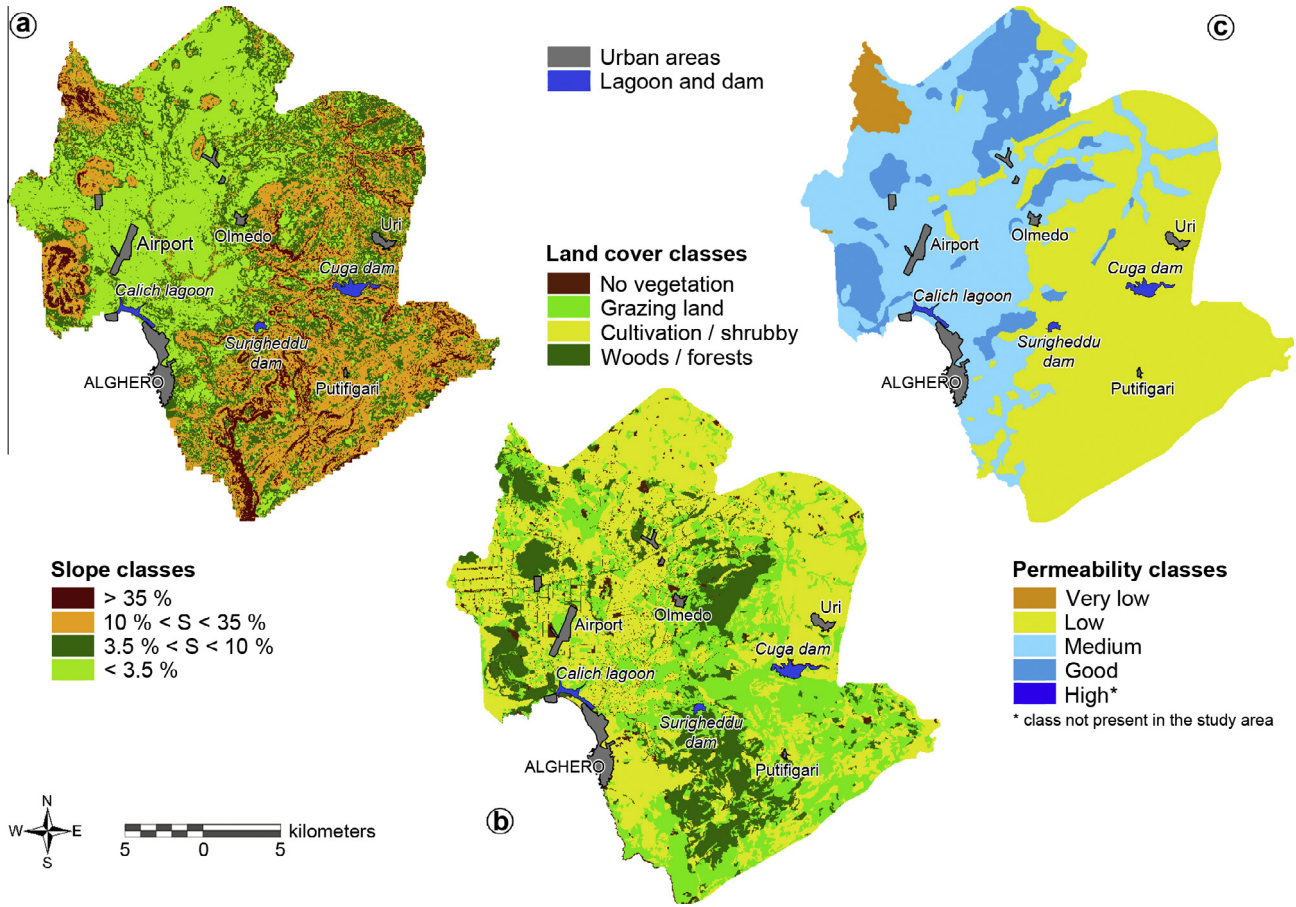 a
Airport
Olmedo
Uri
Cuga dam
Calich lagoon
Surigheddu
dam
ALGHERO
Putifigari
Urban areas
Lagoon and dam
c
Airport
Olmedo
Uri
Cuga dam
Calich lagoon
Surigheddu
dam
ALGHERO
Putifigari
Land cover classes
No vegetation
Grazing land
Cultivation / shrubby
Woods / forests
Slope classes
> 35 %
10 % < S < 35 %
3.5 % < S < 10 %
< 3.5 %
Olmedo
Uri
Airport
Cuga dam
Calich lagoon
Surigheddu
dam
ALGHERO
Putifigari
b
Permeability classes
Very low
Low
Medium
Good
High*
* class not present in the study area
N
W E
S
kilometers
5 0 5